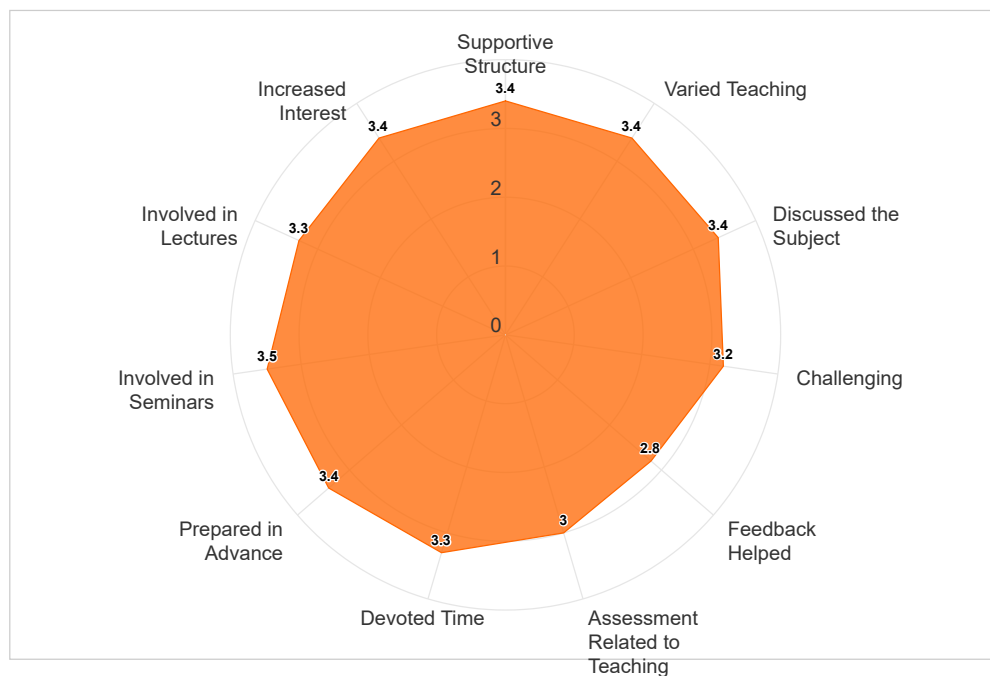 Supportive
Structure
3.4
Varied Teaching
3.4
Discussed the
Subject
3.4
Challenging
3.2
Feedback
Helped
2.8
Assessment
Related to
Teaching
3
Devoted Time
3.3
Prepared in
Advance
3.4
Involved in
Seminars
3.5
Involved in
Lectures
3.3
Increased
Interest
3.4
3
2
1
0